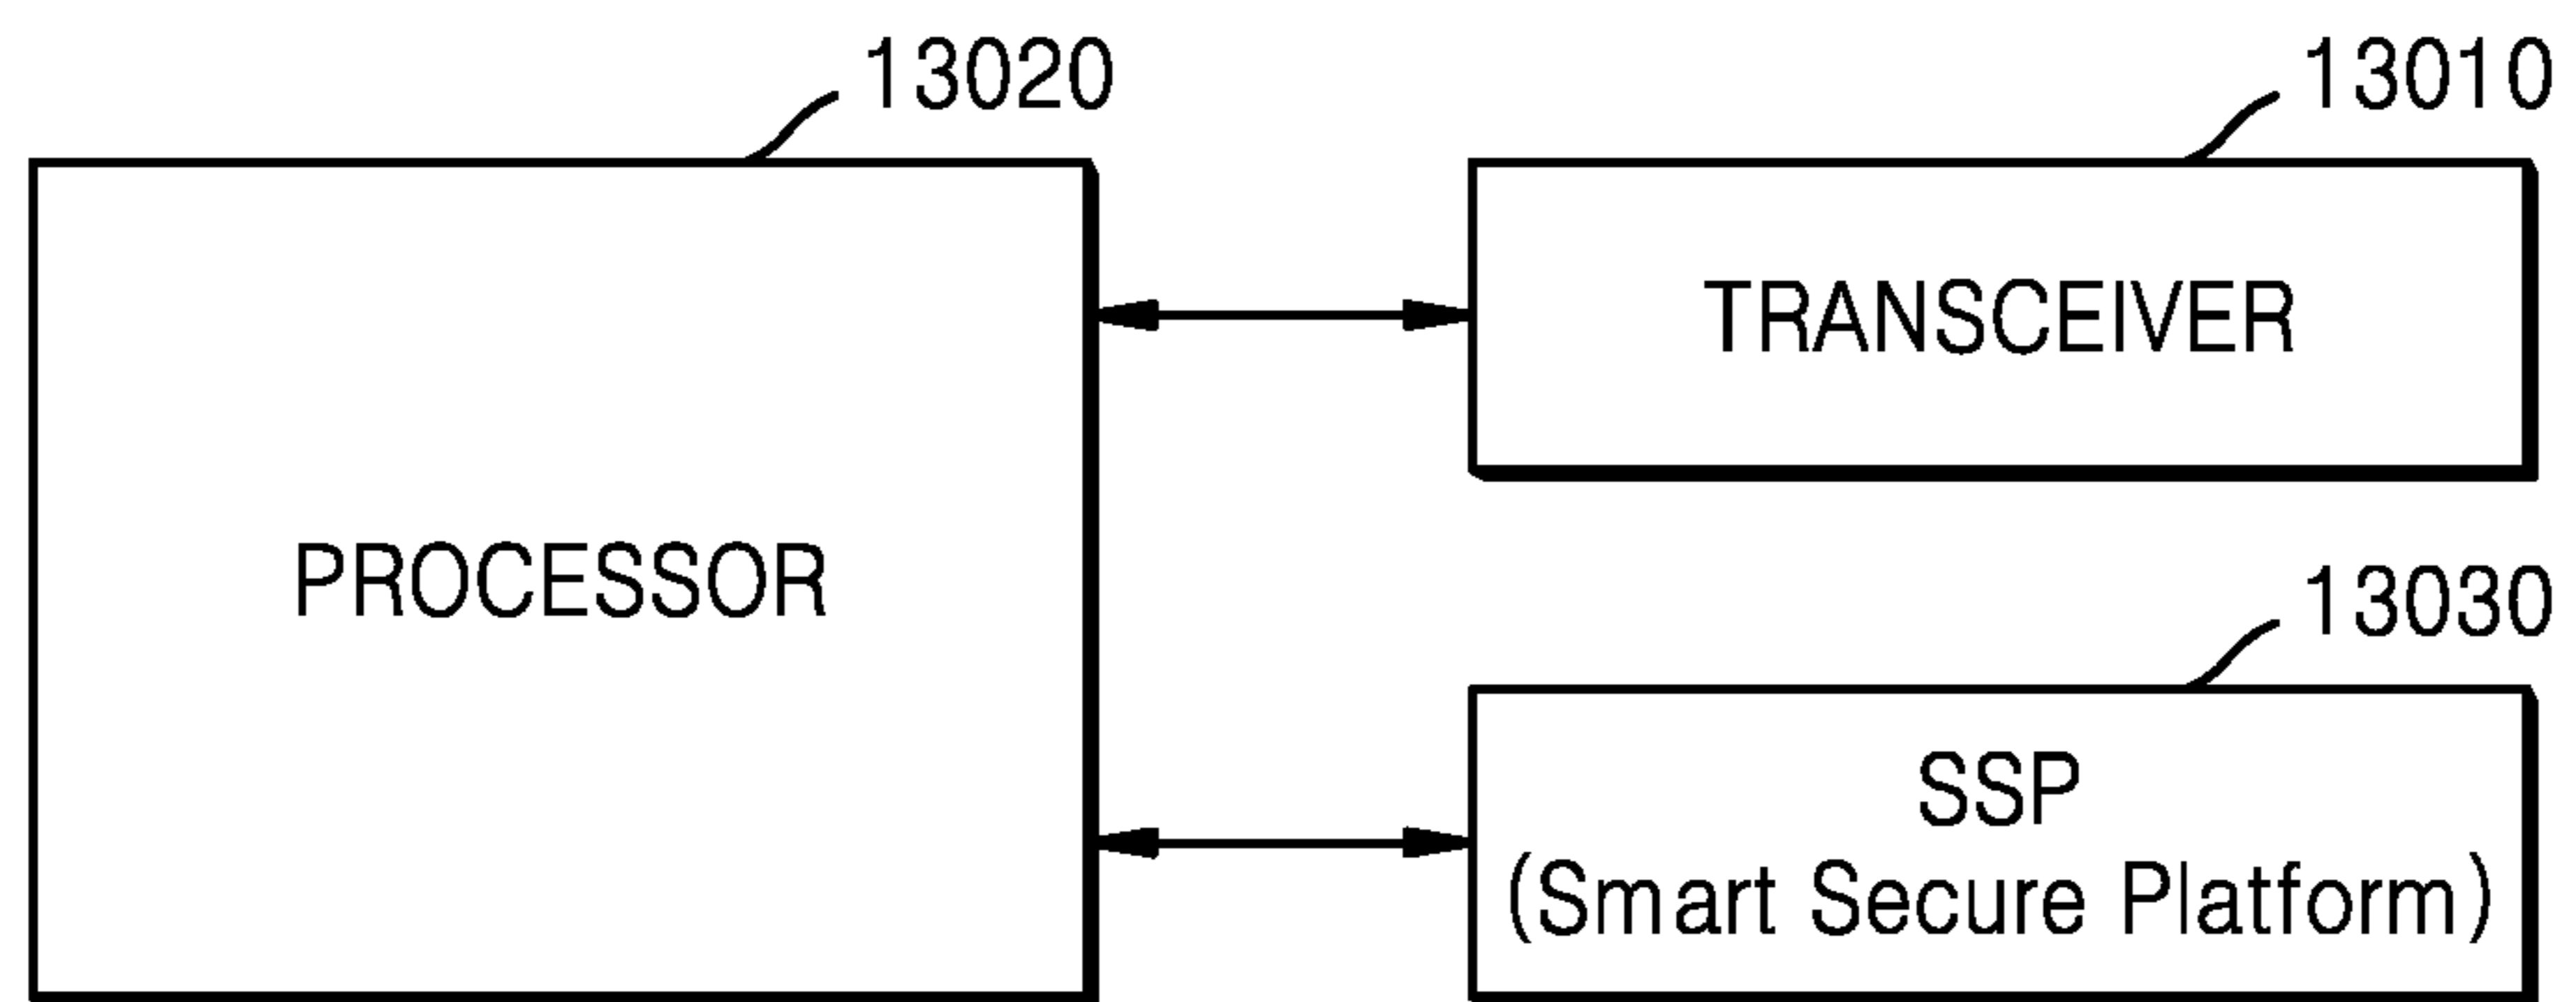 13020
13010
PROCESSOR
TRANSCEIVER
13030
SSP
(Smart Secure Platform)